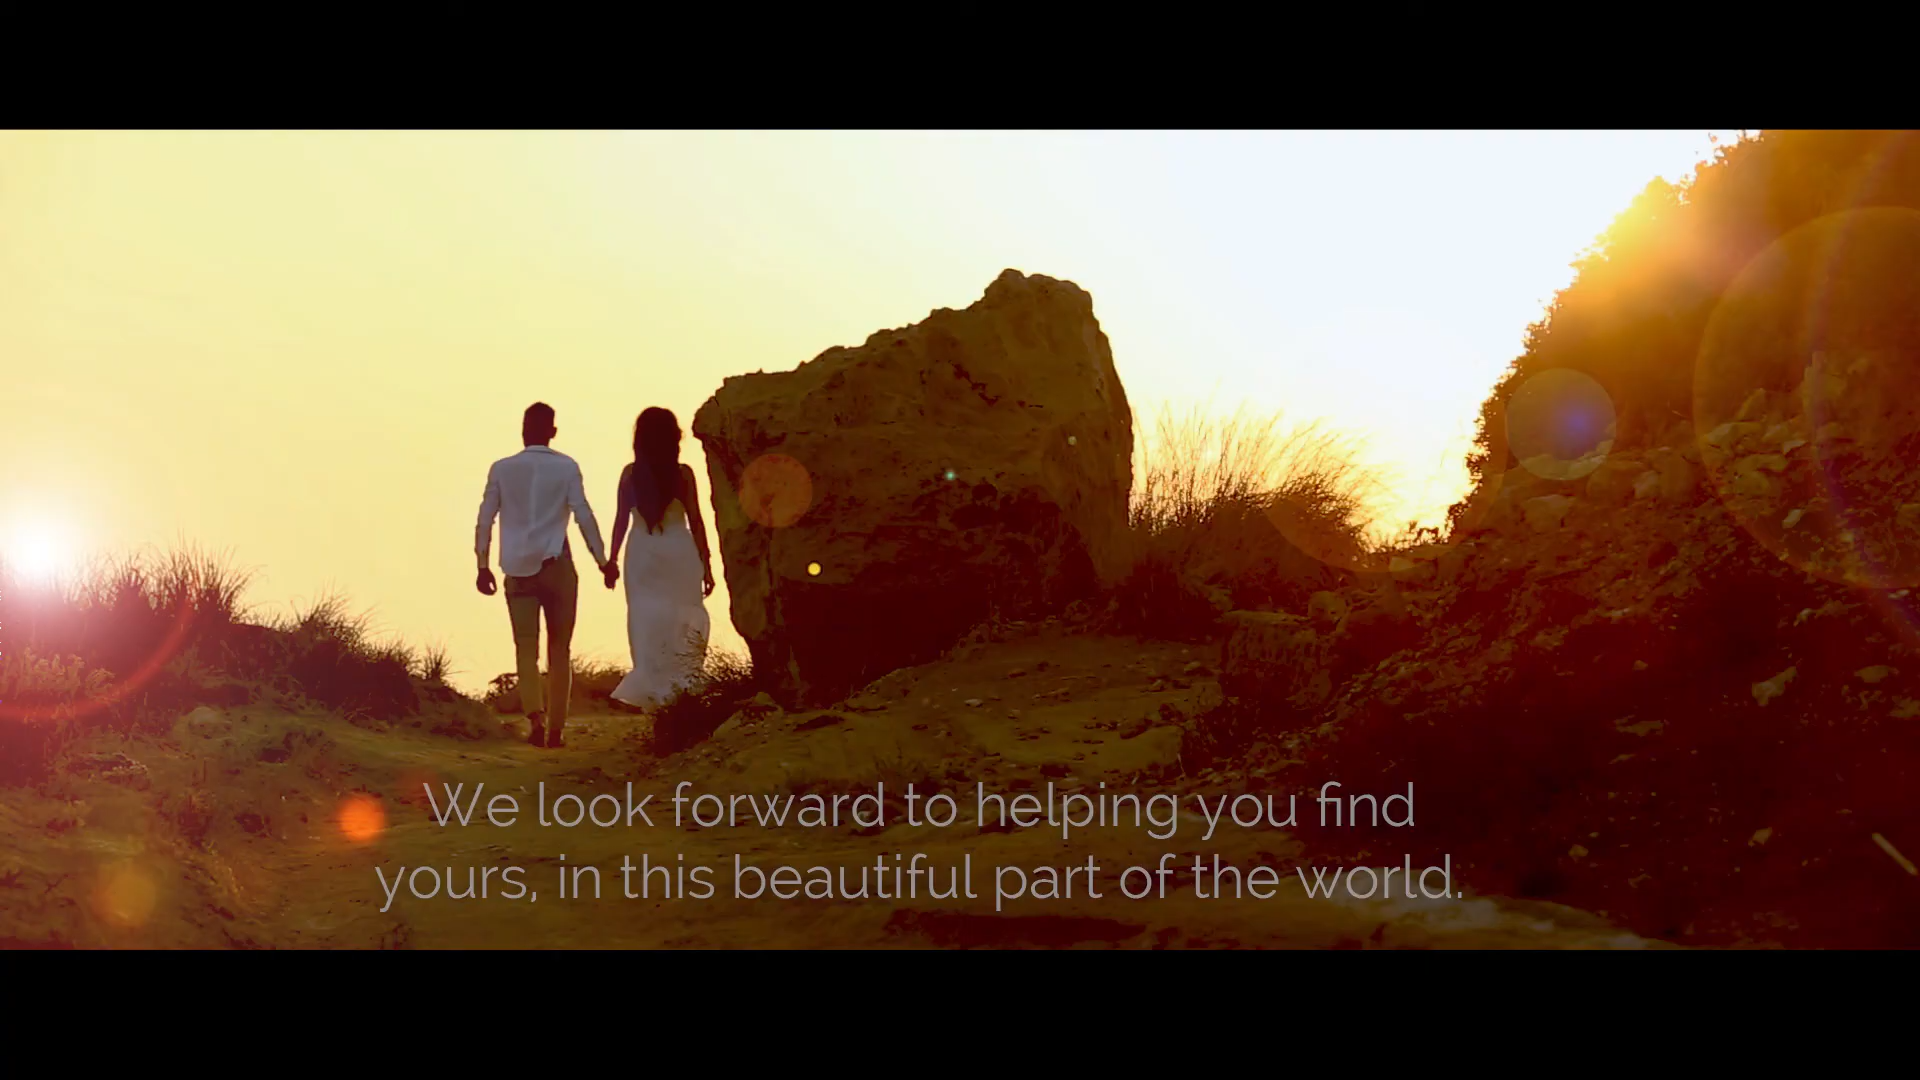 We look forward to helping you find
yours, in this beautiful part of the world.